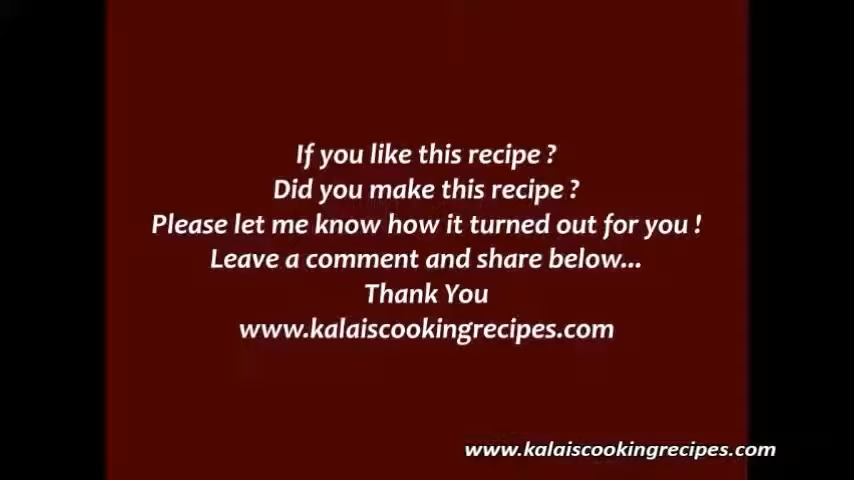 If you like this recipe ?
Did you make this recipe ?
Please let me know how it turned out for you !
Leave a comment and share below...
Thank You
www.kalaiscookingrecipes.com
www.kalaiscookingrecipes.com